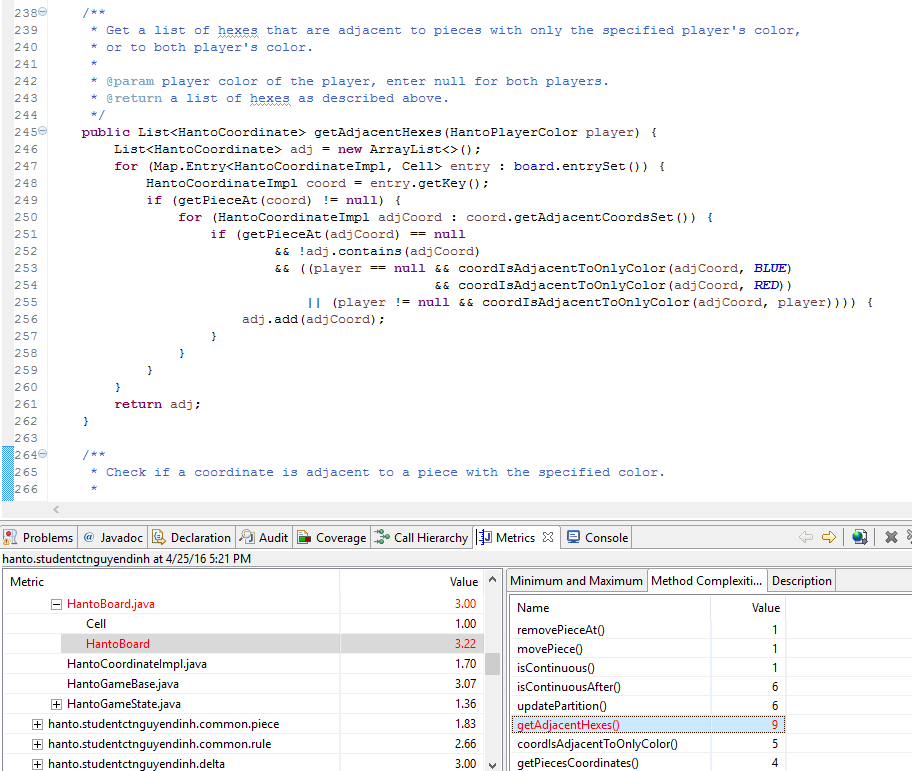 238 /**
239 * Get a list of hexes that are adjacent to pieces with only the specified player's color,
240 * or to both player's color.
241 *
242 * @param player color of the player, enter null for both players.
243 * @return a list of hexes as described above.
244 */
245 public List<HantoCoordinate> getAdjacentHexes(HantoPlayerColor player) {
246 List<HantoCoordinate> adj = new ArrayList<>();
247 for (Map.Entry<HantoCoordinateImpl, Cell> entry : board.entrySet()) {
248 HantoCoordinateImpl coord = entry.getKey();
249 if (getPieceAt(coord) != null) {
250 for (HantoCoordinateImpl adjCoord : coord.getAdjacentCoordsSet()) {
251 if (getPieceAt(adjCoord) == null
252 && !adj.contains(adjCoord)
253 && ((player == null && coordIsAdjacentToOnlyColor(adjCoord, BLUE)
254 && coordIsAdjacentToOnlyColor(adjCoord, RED))
255 || (player != null && coordIsAdjacentToOnlyColor(adjCoord, player)))) {
256 adj.add(adjCoord);
257 }
258 }
259 }
260 }
261 return adj;
262 }
263
264 /**
265 * Check if a coordinate is adjacent to a piece with the specified color.
266 *
Problems @ Javadoc Declaration Audit Coverage Call Hierarchy Metrics Console
hanto.studentctnguyendinh at 4/25/16 5:21 PM
Metric Value
HantoBoard.java 3.00
Cell 1.00
HantoBoard 3.22
HantoCoordinateImpl.java 1.70
HantoGameBase.java 3.07
HantoGameState.java 1.36
hanto.studentctnguyendinh.common.piece 1.83
hanto.studentctnguyendinh.common.rule 2.66
hanto.studentctnguyendinh.delta 3.00
Minimum and Maximum Method Complexiti... Description
Name Value
removePieceAt() 1
movePiece() 1
isContinuous() 1
isContinuousAfter() 6
updatePartition() 6
getAdjacentHexes() 9
coordIsAdjacentToOnlyColor() 5
getPiecesCoordinates() 4